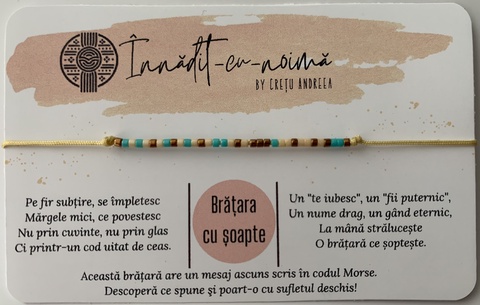 Înnădit-cu-noimă
BY CREȚU ANDREEA
Pe fir subțire, se împletesc
Mărgele mici, ce povestesc
Nu prin cuvinte, nu prin glas
Ci printr-un cod uitat de ceas.
Brățara
cu șoapte
Un "te iubesc", un "fii puternic",
Un nume drag, un gând eternic,
La mână strălucește
O brățară ce șoptește.
Această brățară are un mesaj ascuns scris în codul Morse.
Descoperă ce spune și poart-o cu sufletul deschis!